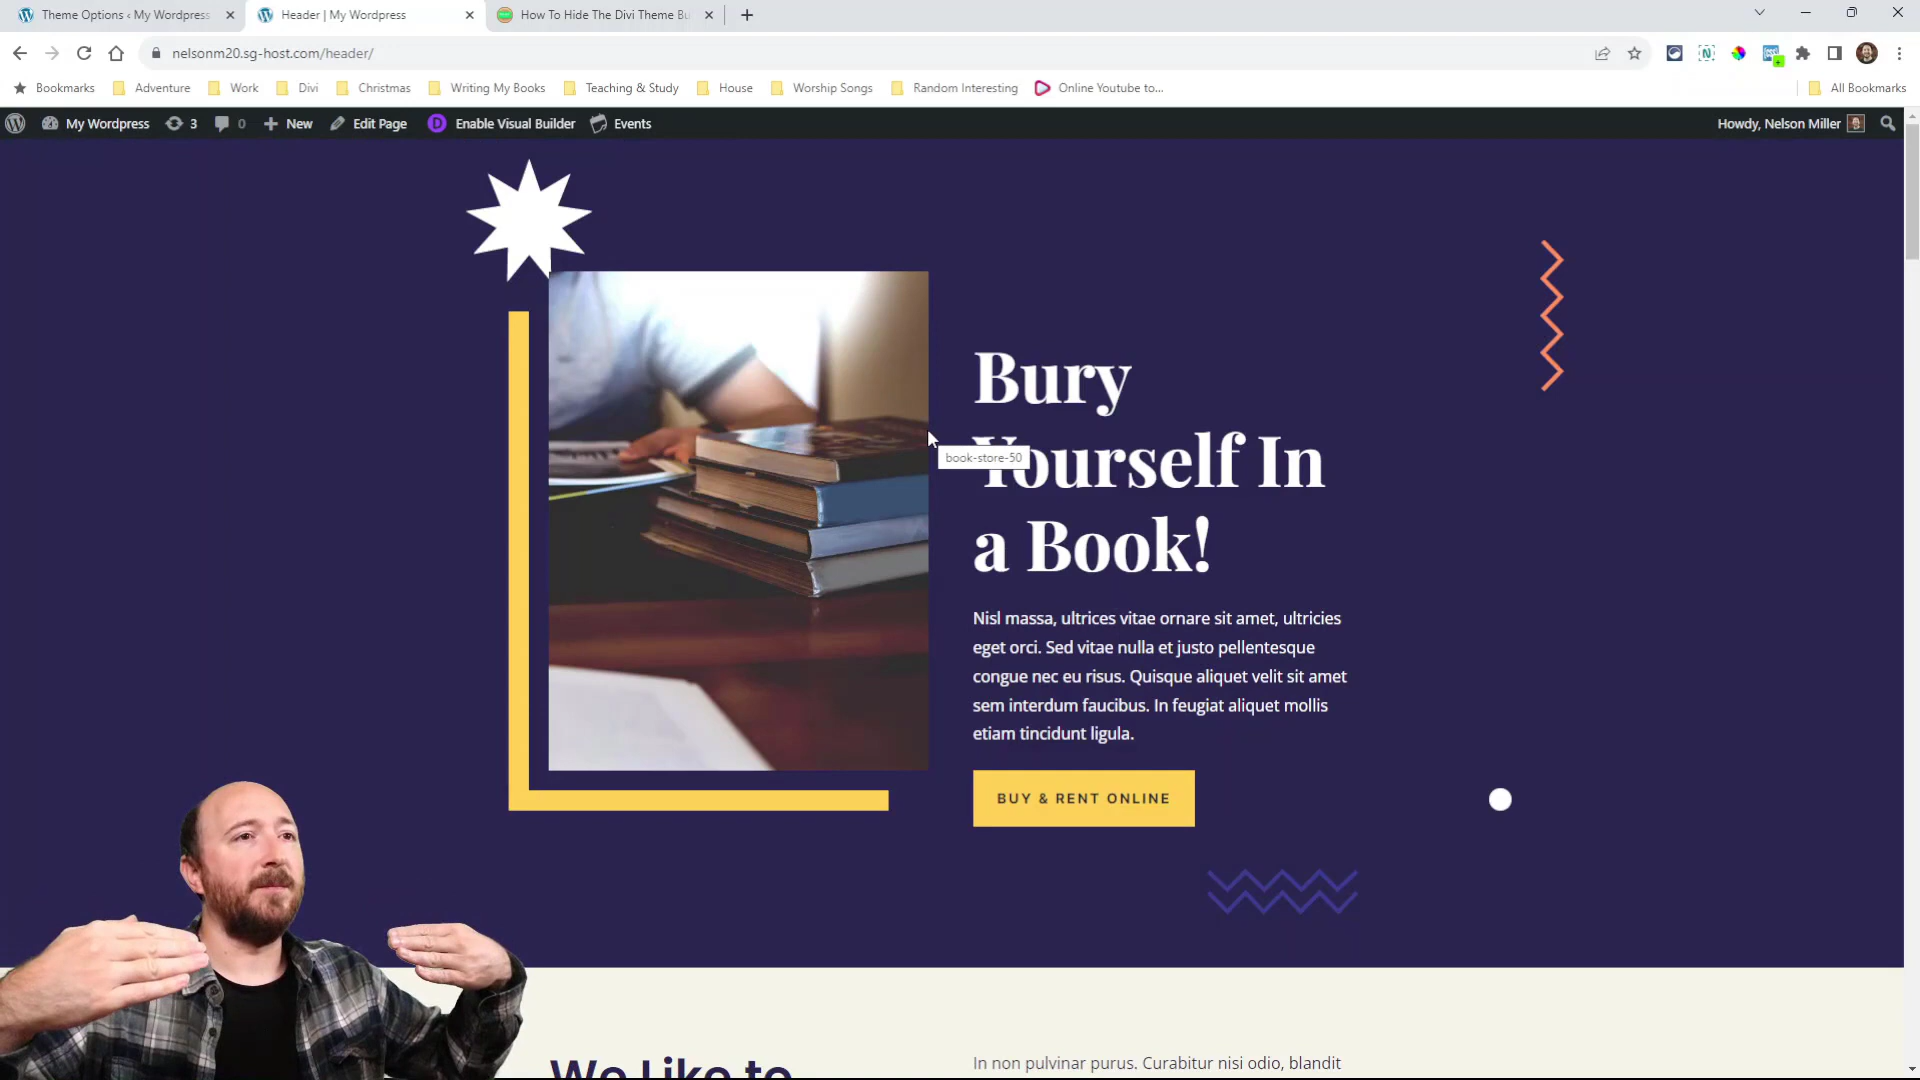 Theme Options ‹ My Wordpress
Header | My Wordpress
How To Hide The Divi Theme Bu
nelsonm20.sg-host.com/header/
Bookmarks
Adventure
Work
Divi
Christmas
Writing My Books
Teaching & Study
House
Worship Songs
Random Interesting
Online Youtube to...
All Bookmarks
My Wordpress
3
0
New
Edit Page
D
Enable Visual Builder
Events
Howdy, Nelson Miller
Bury
Yourself In
a Book!
book-store-50
Nisl massa, ultrices vitae ornare sit amet, ultricies
eget orci. Sed vitae nulla et justo pellentesque
congue nec eu risus. Quisque aliquet velit sit amet
sem interdum faucibus. In feugiat aliquet mollis
etiam tincidunt ligula.
BUY & RENT ONLINE
We Like to
In non pulvinar purus. Curabitur nisi odio, blandit